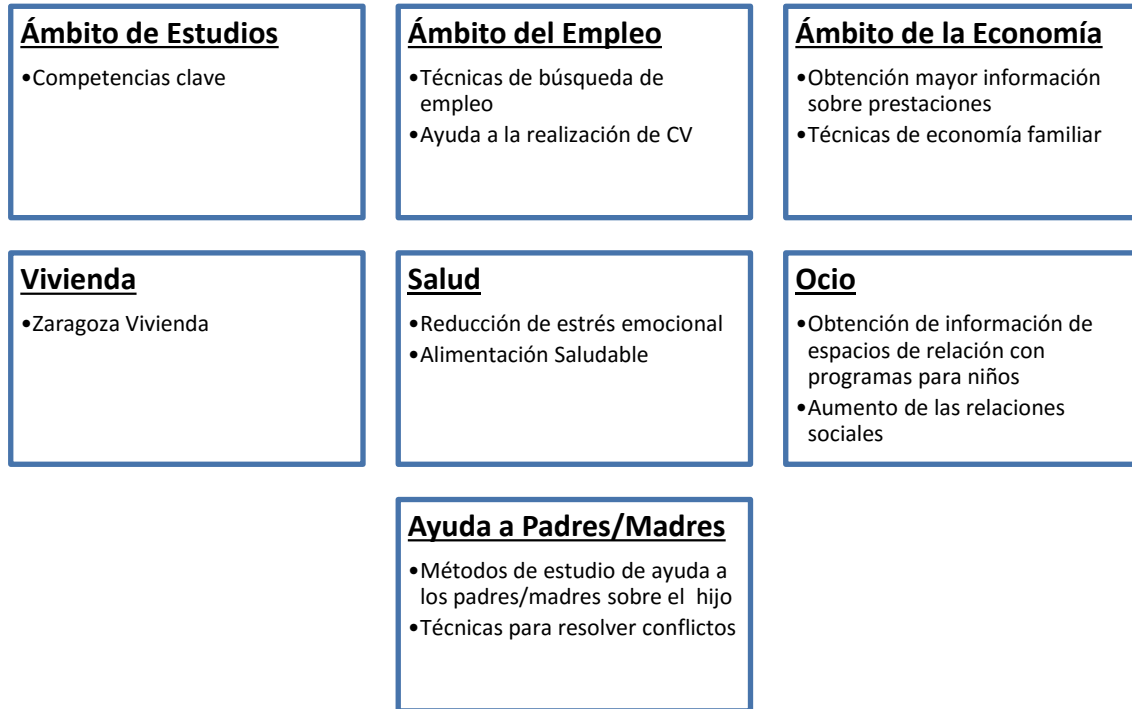 Ámbito de Estudios
•Competencias clave
Ámbito del Empleo
•Técnicas de búsqueda de
empleo
•Ayuda a la realización de CV
Ámbito de la Economía
•Obtención mayor información
sobre prestaciones
•Técnicas de economía familiar
Vivienda
•Zaragoza Vivienda
Salud
•Reducción de estrés emocional
•Alimentación Saludable
Ocio
•Obtención de información de
espacios de relación con
programas para niños
•Aumento de las relaciones
sociales
Ayuda a Padres/Madres
•Métodos de estudio de ayuda a
los padres/madres sobre el hijo
•Técnicas para resolver conflictos